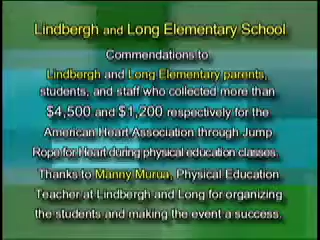 Lindbergh and Long Elementary School
Commendations to
Lindbergh and Long Elementary parents,
students, and staff who collected more than
$4,500 and $1,200 respectively for the
American Heart Association through Jump
Rope for Heart during physical education classes.
Thanks to Manny Murua, Physical Education
Teacher at Lindbergh and Long for organizing
the students and making the event a success.